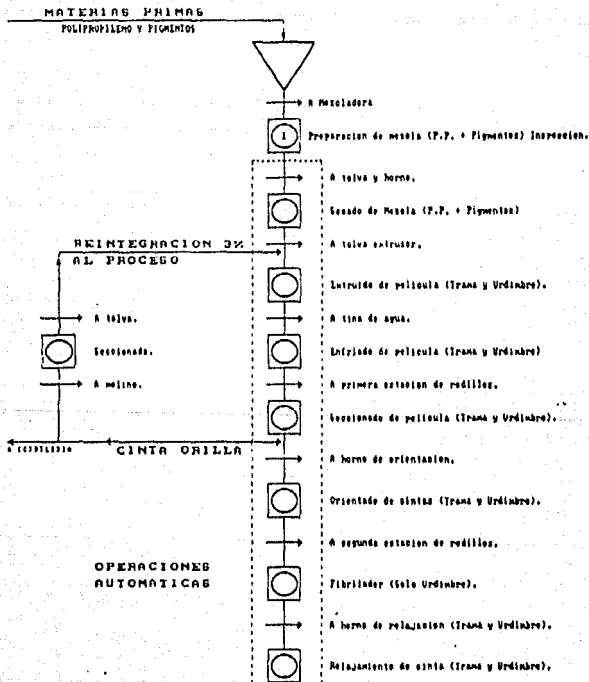 MATERIAS PRIMAS
POLIPROPILENO Y PIGMENTOS
A Mezcladora
1
Preparacion de mezcla (P.P. + Pigmentos) Inspeccion.
A tolva y horno.
Secado de Mezcla (P.P. + Pigmentos)
REINTEGRACION 3%
AL PROCESO
A tolva extrusor.
Extruido de pelicula (Trama y Urdimbre).
A tolva.
A tina de agua.
Seccionado.
Enfriado de pelicula (Trama y Urdimbre)
A molino.
A primera estacion de rodillos.
Seccionado de pelicula (Trama y Urdimbre).
CINTA ORILLA
A horno de orientacion.
Orientado de cintas (Trama y Urdimbre).
A segunda estacion de rodillos.
OPERACIONES
AUTOMATICAS
Fibrilador (Solo Urdimbre).
A horno de relajacion (Trama y Urdimbre).
Relajamiento de cinta (Trama y Urdimbre).